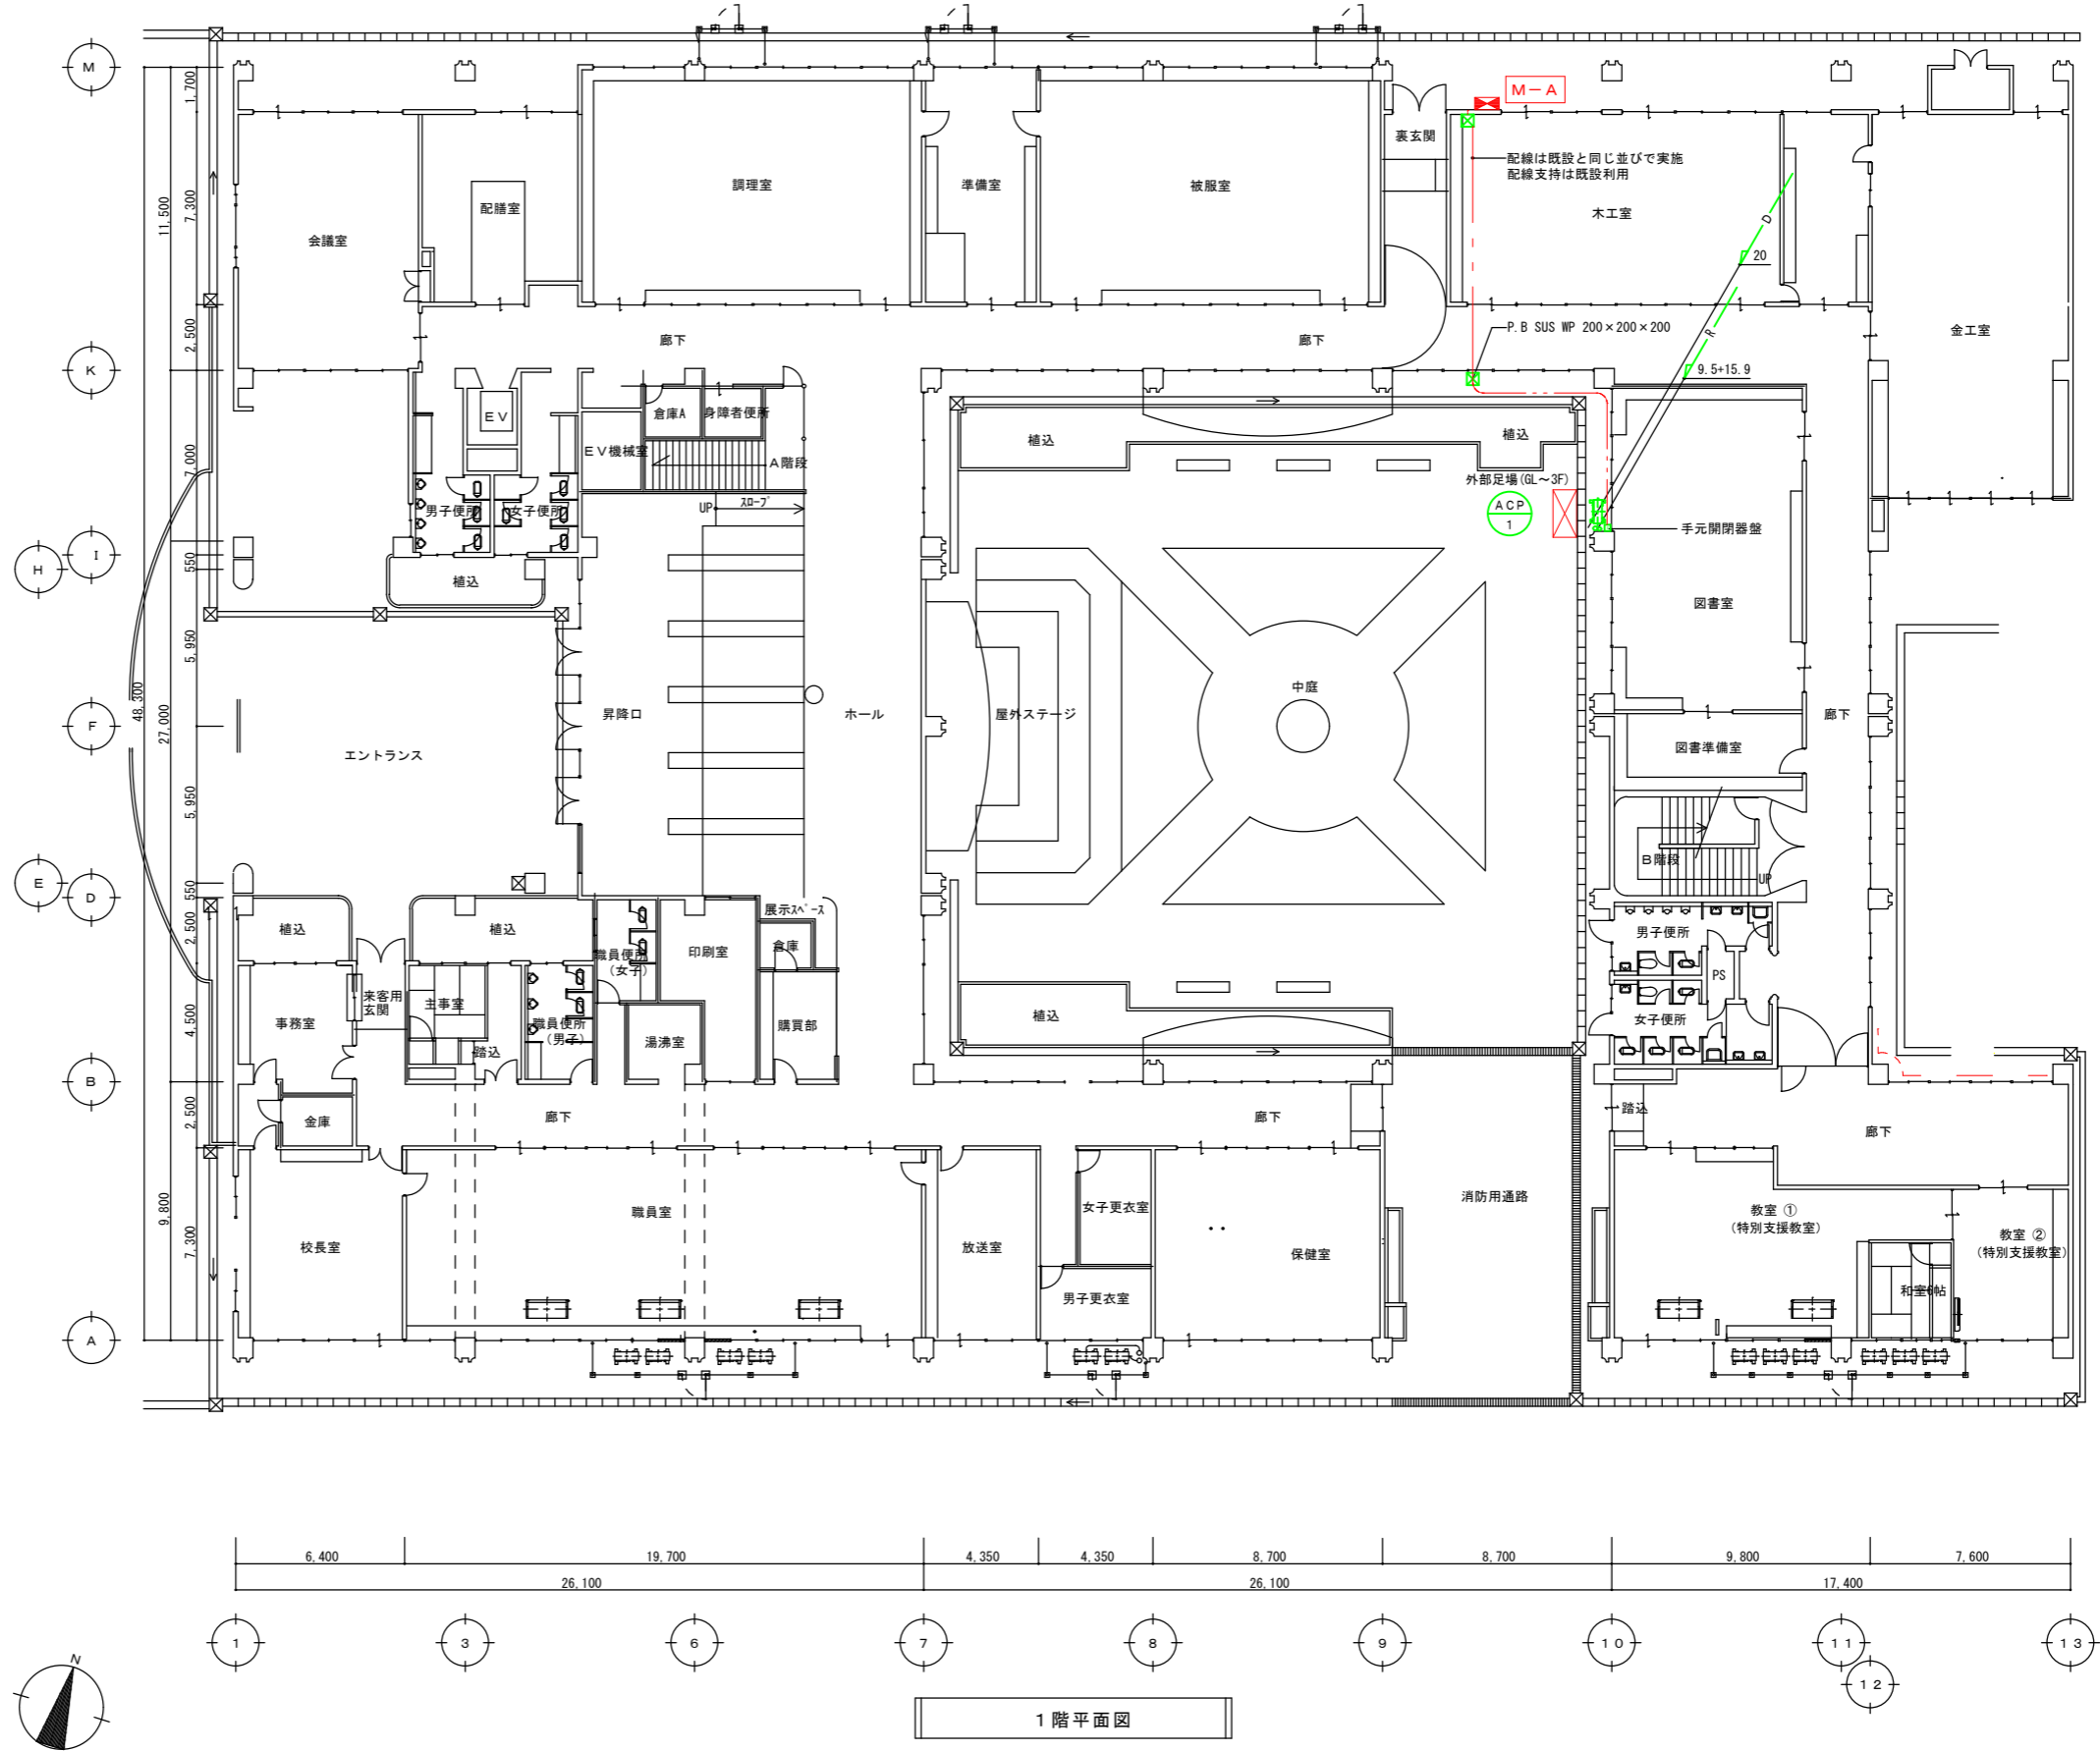 M
K
I
H
F
E
D
B
A
1,700
7,300
11,500
2,500
7,000
550
5,950
48,300
27,000
5,950
550
2,500
4,500
2,500
9,800
7,300
M－A
裏玄関
配線は既設と同じ並びで実施
配線支持は既設利用
調理室
準備室
被服室
配膳室
木工室
会議室
D
20
P.B SUS WP 200×200×200
R
金工室
廊下
廊下
9.5+15.9
EV
倉庫A
身障者便所
EV機械室
A階段
植込
植込
外部足場(GL～3F)
ACP
1
手元開閉器盤
男子便所
女子便所
UP
スロープ
植込
図書室
中庭
昇降口
ホール
屋外ステージ
廊下
エントランス
図書準備室
B階段
UP
展示スペース
植込
植込
職員便所
(女子)
印刷室
倉庫
男子便所
PS
来客用
玄関
主事室
事務室
職員便所
(男子)
踏込
湯沸室
購買部
植込
女子便所
金庫
廊下
廊下
踏込
廊下
消防用通路
職員室
女子更衣室
教室 ①
(特別支援教室)
教室 ②
(特別支援教室)
校長室
放送室
保健室
男子更衣室
和室6帖
6,400
19,700
4,350
4,350
8,700
8,700
9,800
7,600
26,100
26,100
17,400
1
3
6
7
8
9
10
11
12
13
N
1階平面図